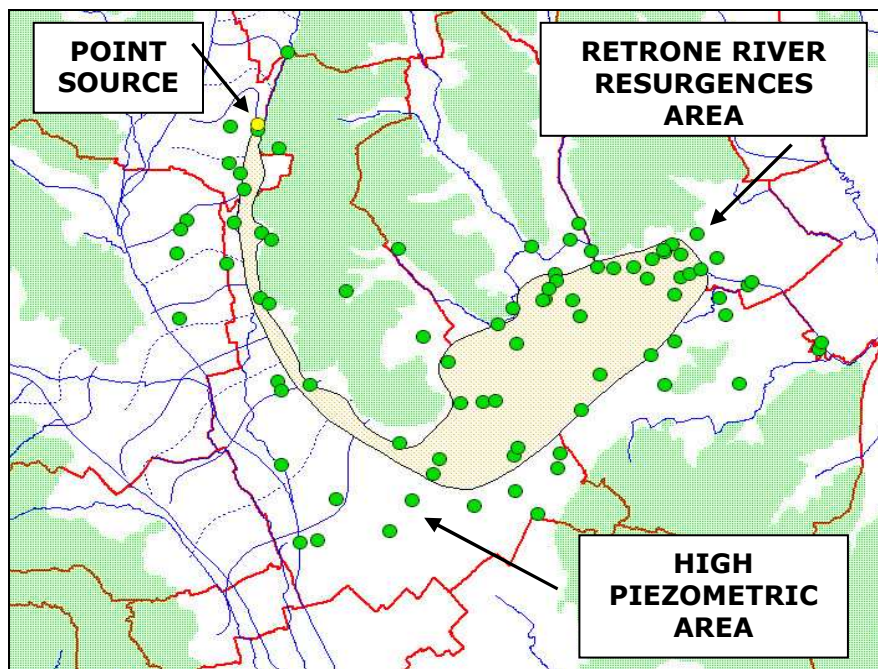 POINT
SOURCE
RETRONE RIVER
RESURGENCES
AREA
HIGH
PIEZOMETRIC
AREA